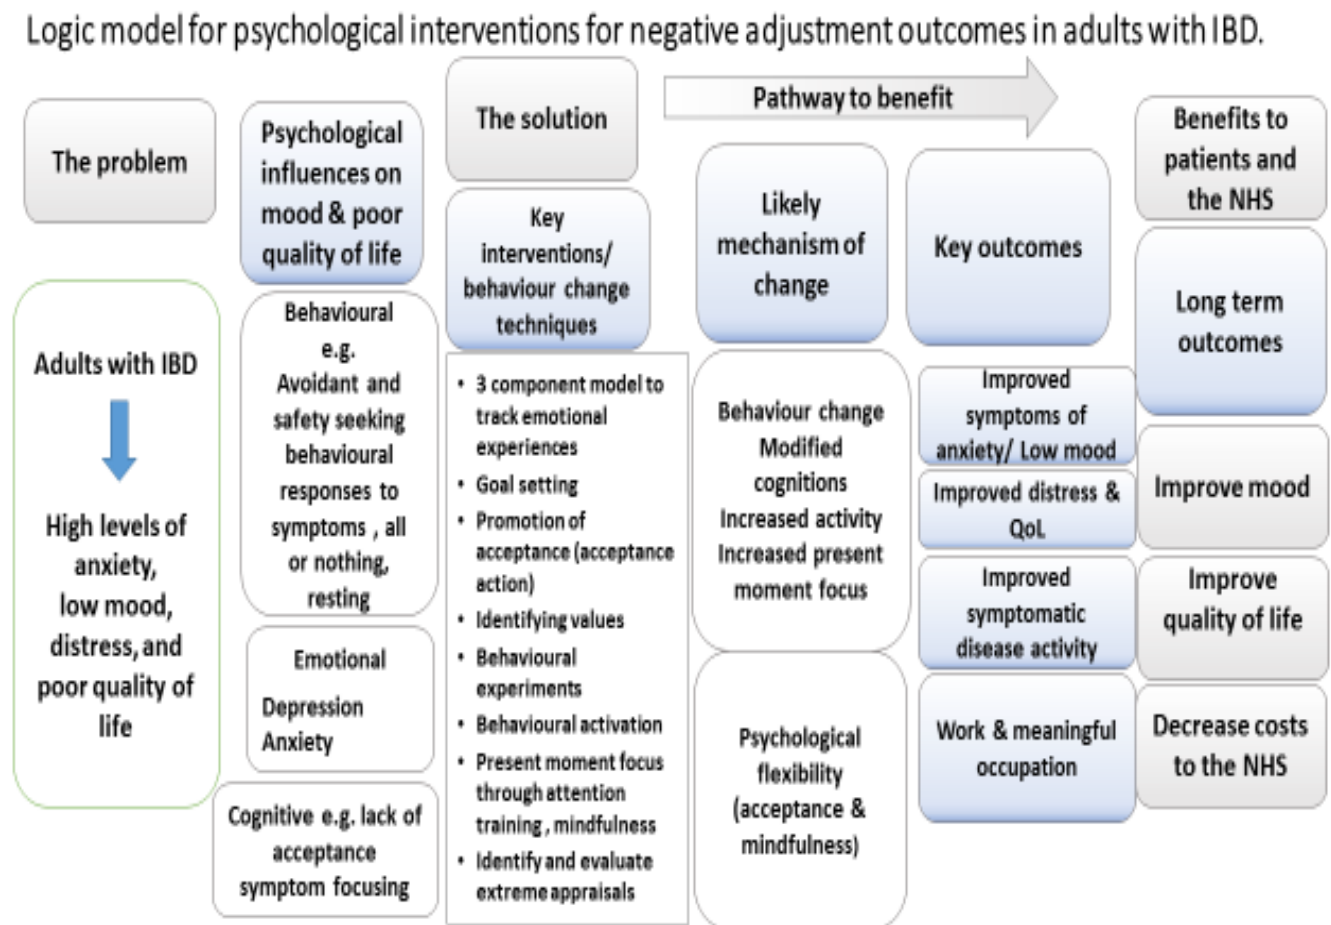 Logic model for psychological interventions for negative adjustment outcomes in adults with IBD.
The problem
Adults with IBD
High levels of
anxiety,
low mood,
distress, and
poor quality of
life
Psychological
influences on
mood & poor
quality of life
Behavioural
e.g.
Avoidant and
safety seeking
behavioural
responses to
symptoms , all
or nothing,
resting
Emotional
Depression
Anxiety
Cognitive e.g. lack of
acceptance
symptom focusing
The solution
Key
interventions/
behaviour change
techniques
• 3 component model to
track emotional
experiences
• Goal setting
• Promotion of
acceptance (acceptance
action)
• Identifying values
• Behavioural
experiments
• Behavioural activation
• Present moment focus
through attention
training , mindfulness
• Identify and evaluate
extreme appraisals
Pathway to benefit
Likely
mechanism of
change
Behaviour change
Modified
cognitions
Increased activity
Increased present
moment focus
Psychological
flexibility
(acceptance &
mindfulness)
Key outcomes
Improved
symptoms of
anxiety/ Low mood
Improved distress &
QoL
Improved
symptomatic
disease activity
Work & meaningful
occupation
Benefits to
patients and
the NHS
Long term
outcomes
Improve mood
Improve
quality of life
Decrease costs
to the NHS